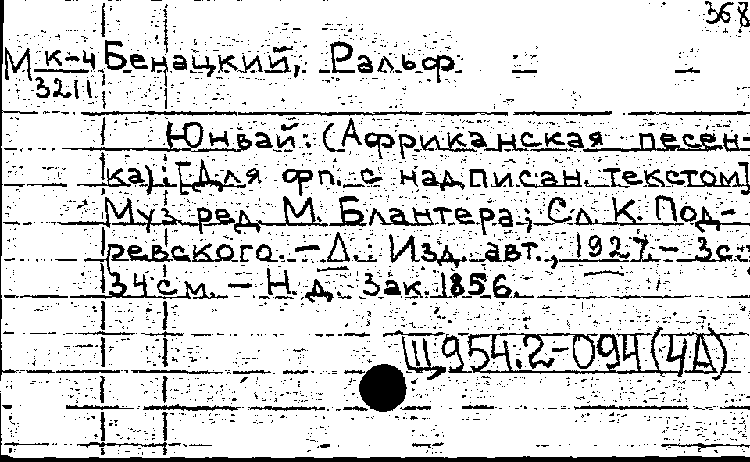 368
М к-4 Бенацкий, Ральф
3211
Юнвай: (Африканская песен-
ка): [Для фп. с надписан. текстом]
Муз. ред. М. Блантера; Сл. К. Под-
ревского. – Л.: Изд. авт., 1927. – 3 с.:
34 см. – Н. д. Зак. 1856.
Щ954.2-094(4А)